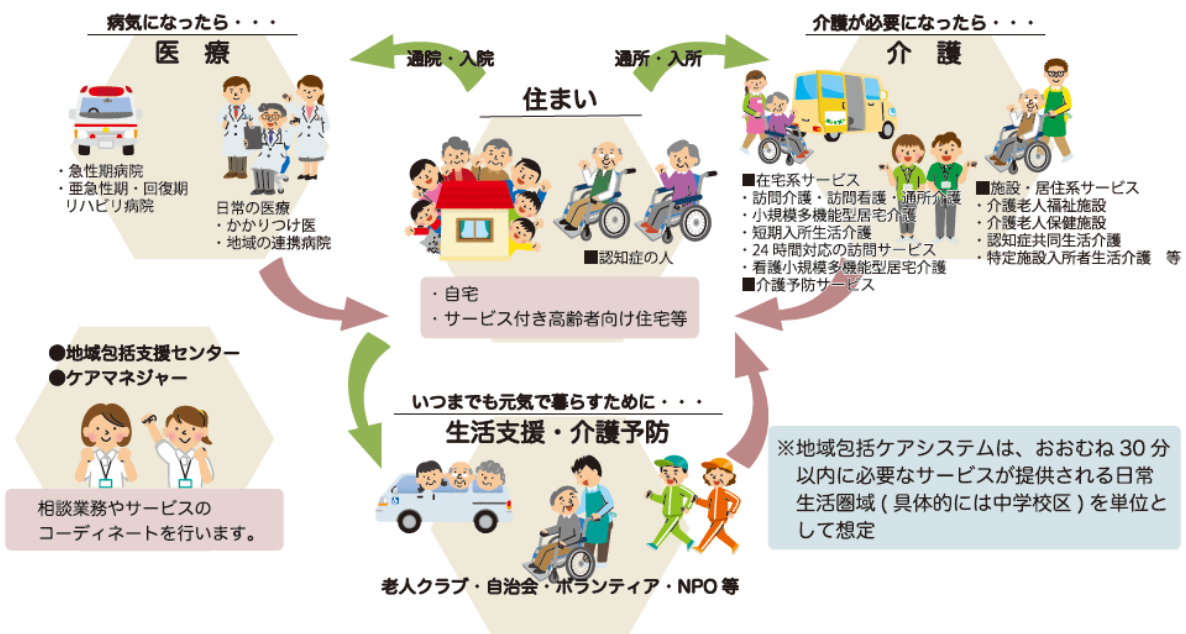 病気になったら・・・
医　療
通院・入院
・急性期病院
・亜急性期・回復期
リハビリ病院
日常の医療
・かかりつけ医
・地域の連携病院
住まい
■認知症の人
・自宅
・サービス付き高齢者向け住宅等
通所・入所
介護が必要になったら・・・
介　護
■在宅系サービス
・訪問介護・訪問看護・通所介護
・小規模多機能型居宅介護
・短期入所生活介護
・24時間対応の訪問サービス
・看護小規模多機能型居宅介護
■介護予防サービス
■施設・居住系サービス
・介護老人福祉施設
・介護老人保健施設
・認知症共同生活介護
・特定施設入所者生活介護　等
●地域包括支援センター
●ケアマネジャー
相談業務やサービスの
コーディネートを行います。
いつまでも元気で暮らすために・・・
生活支援・介護予防
老人クラブ・自治会・ボランティア・NPO 等
※地域包括ケアシステムは、おおむね 30 分
以内に必要なサービスが提供される日常
生活圏域 ( 具体的には中学校区 ) を単位と
して想定